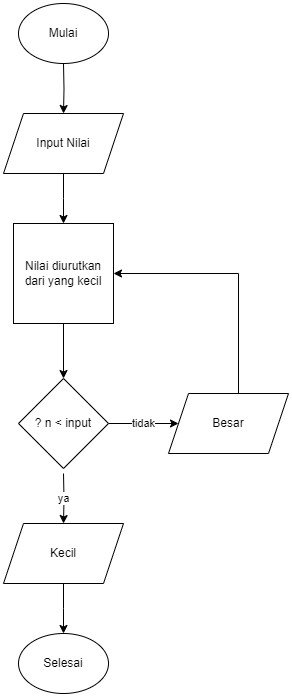 Mulai
Input Nilai
Nilai diurutkan
dari yang kecil
? n < input
tidak
Besar
ya
Kecil
Selesai